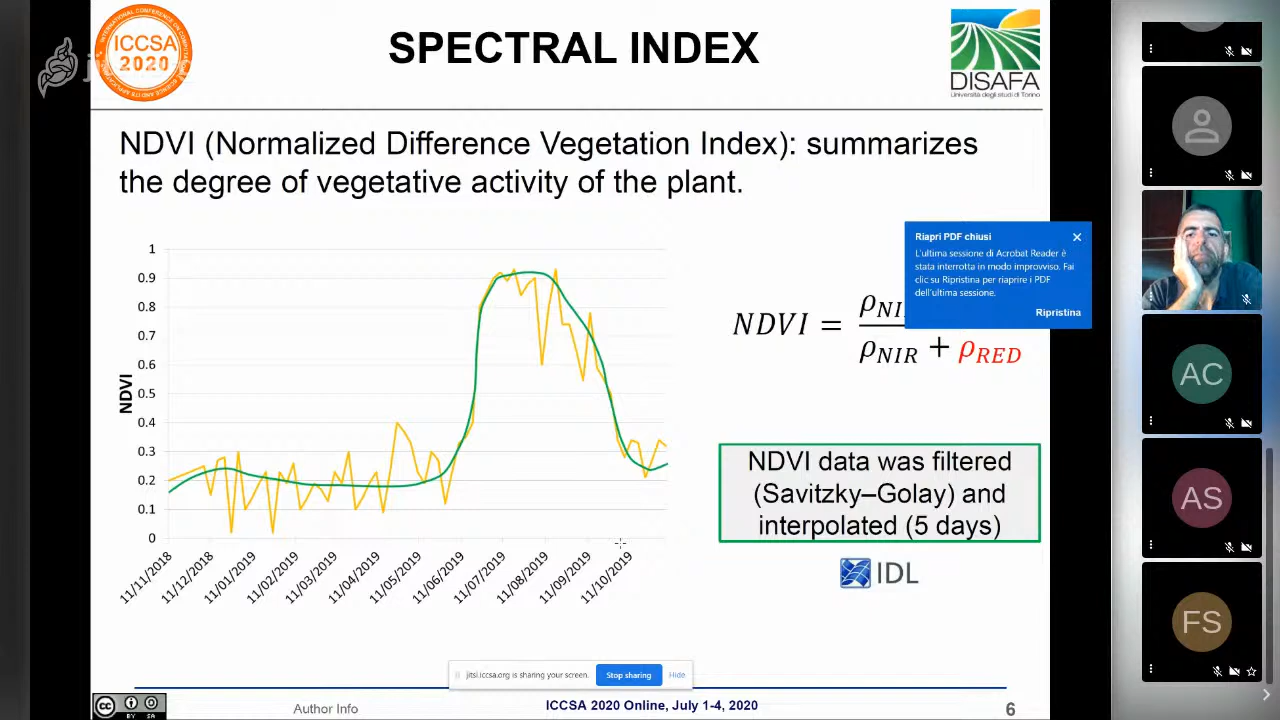 ICCSA
2020
SPECTRAL INDEX
DISAFA
Università degli studi di Torino
NDVI (Normalized Difference Vegetation Index): summarizes
the degree of vegetative activity of the plant.
Riapri PDF chiusi
L'ultima sessione di Acrobat Reader è
stata interrotta in modo improvviso. Fai
clic su Ripristina per riaprire i PDF
dell'ultima sessione.
Ripristina
NDVI
1
0.9
0.8
0.7
0.6
0.5
0.4
0.3
0.2
0.1
0
11/11/2018
11/12/2018
11/01/2019
11/02/2019
11/03/2019
11/04/2019
11/05/2019
11/06/2019
11/07/2019
11/08/2019
11/09/2019
11/10/2019
NDVI =
ρNIR + ρRED
NDVI data was filtered
(Savitzky–Golay) and
interpolated (5 days)
IDL
AC
AS
FS
jitsi.iccsa.org is sharing your screen.
Stop sharing
Hide
cc
BY SA
Author Info
ICCSA 2020 Online, July 1-4, 2020
6